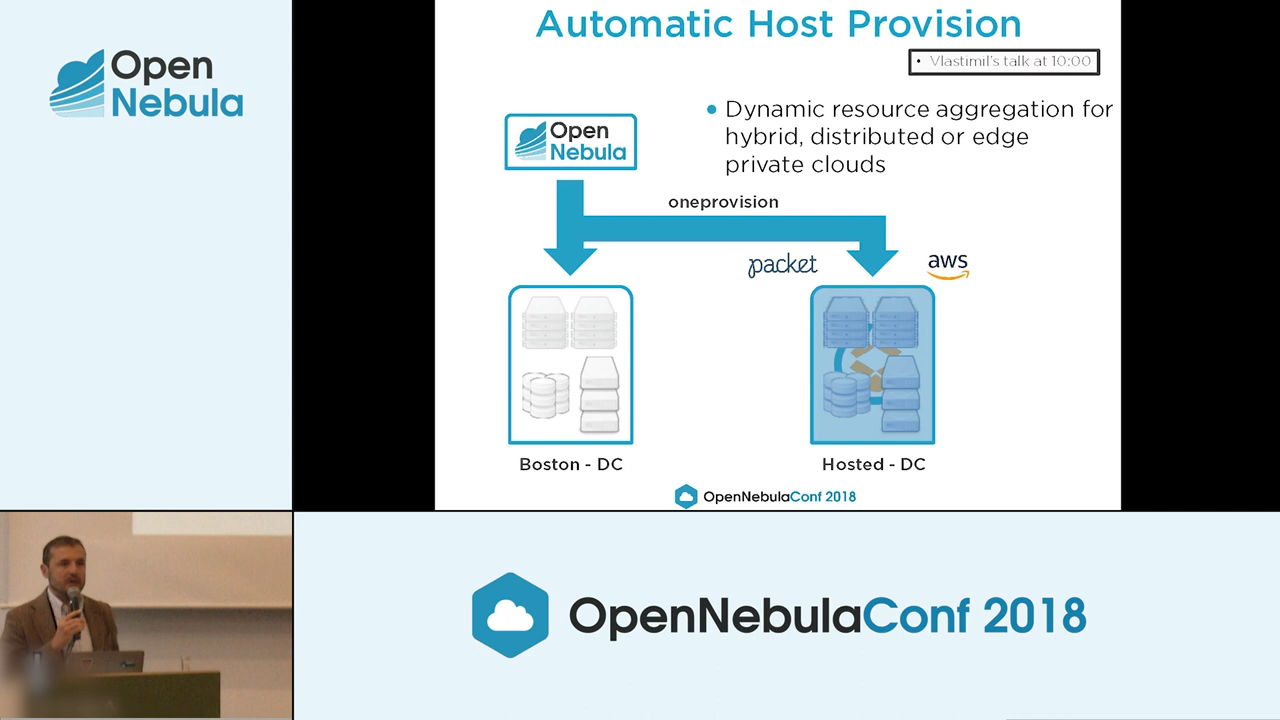 Open
Nebula
Automatic Host Provision
• Vlastimil's talk at 10:00
• Dynamic resource aggregation for
hybrid, distributed or edge
private clouds
Open
Nebula
oneprovision
packet
aws
Boston - DC
Hosted - DC
OpenNebulaConf 2018
OpenNebulaConf 2018